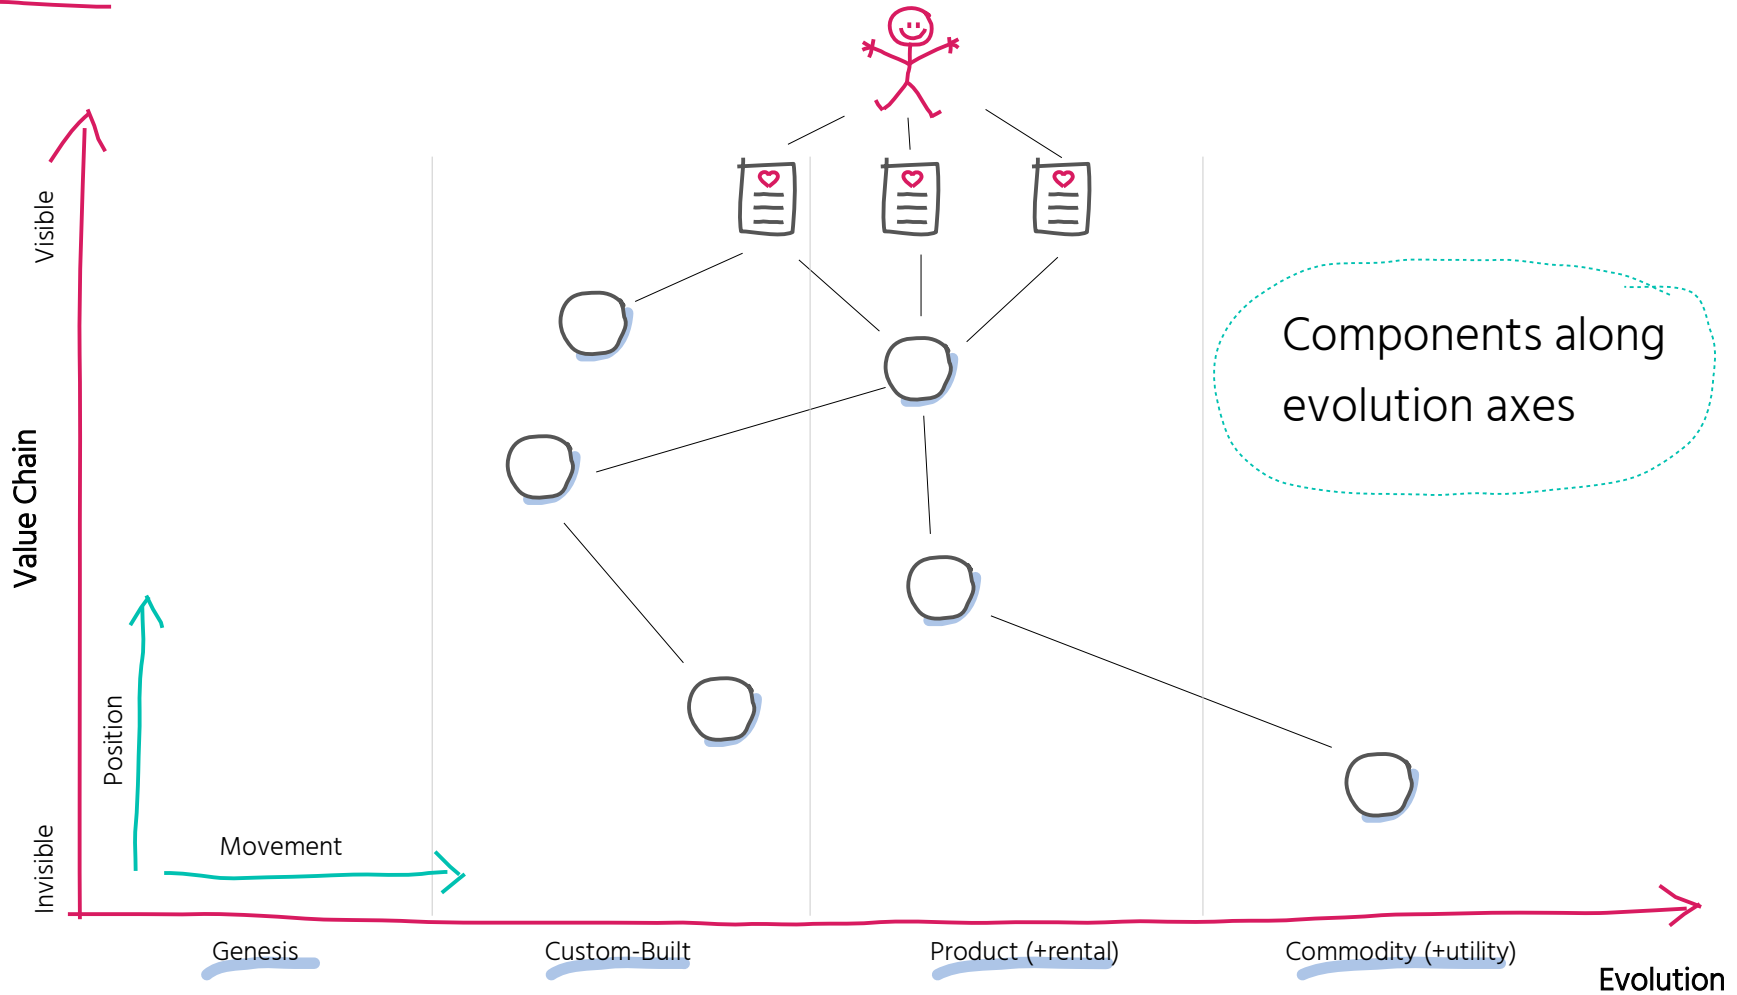 Visible
Components along
evolution axes
Value Chain
Position
Movement
Invisible
Genesis
Custom-Built
Product (+rental)
Commodity (+utility)
Evolution